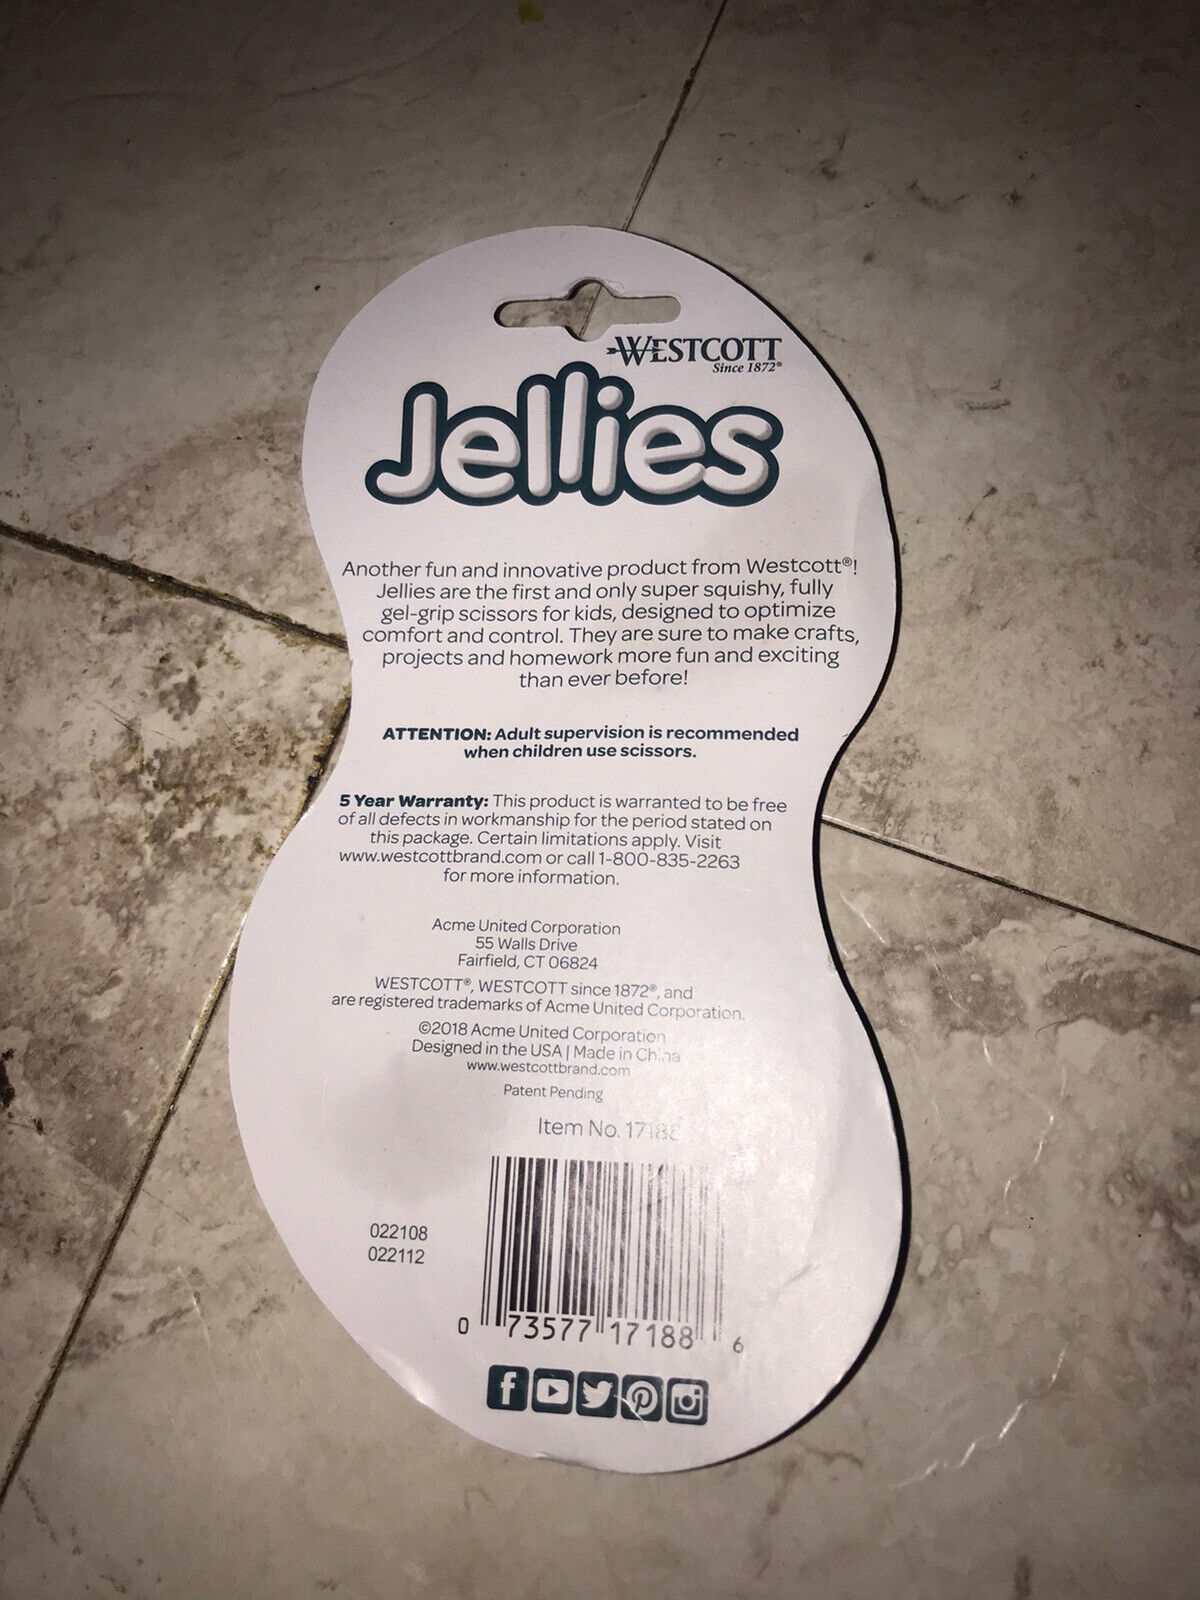 WESTCOTT
Since 1872®
Jellies
Another fun and innovative product from Westcott®!
Jellies are the first and only super squishy, fully
gel-grip scissors for kids, designed to optimize
comfort and control. They are sure to make crafts,
projects and homework more fun and exciting
than ever before!
ATTENTION: Adult supervision is recommended
when children use scissors.
5 Year Warranty: This product is warranted to be free
of all defects in workmanship for the period stated on
this package. Certain limitations apply. Visit
www.westcottbrand.com or call 1-800-835-2263
for more information.
Acme United Corporation
55 Walls Drive
Fairfield, CT 06824
WESTCOTT®, WESTCOTT since 1872®, and
are registered trademarks of Acme United Corporation.
©2018 Acme United Corporation
Designed in the USA | Made in China
www.westcottbrand.com
Patent Pending
Item No. 17188
022108
022112
0 73577 17188 6